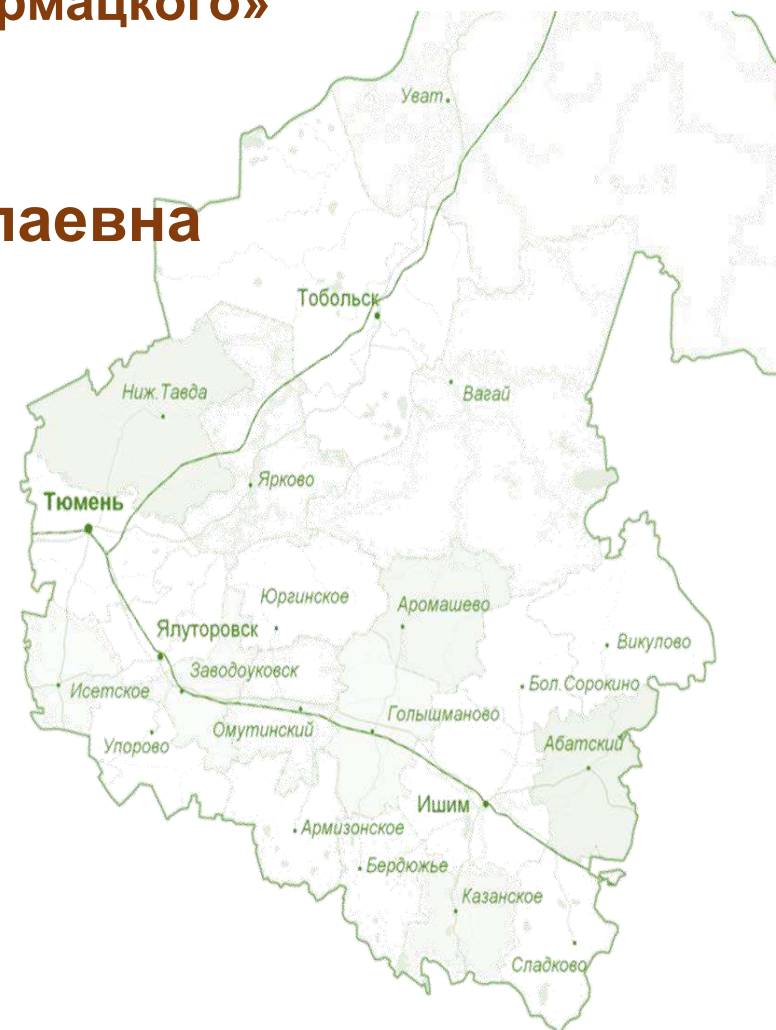 рмацкого»
Уват
лаевна
Тобольск
Ниж.Тавда
Вагай
Ярково
Тюмень
Юргинское
Аромашево
Ялуторовск
Викулово
Заводоуковск
Бол.Сорокино
Исетское
Голышманово
Омутинский
Упорово
Абатский
Ишим
Армизонское
Бердюжье
Казанское
Сладково